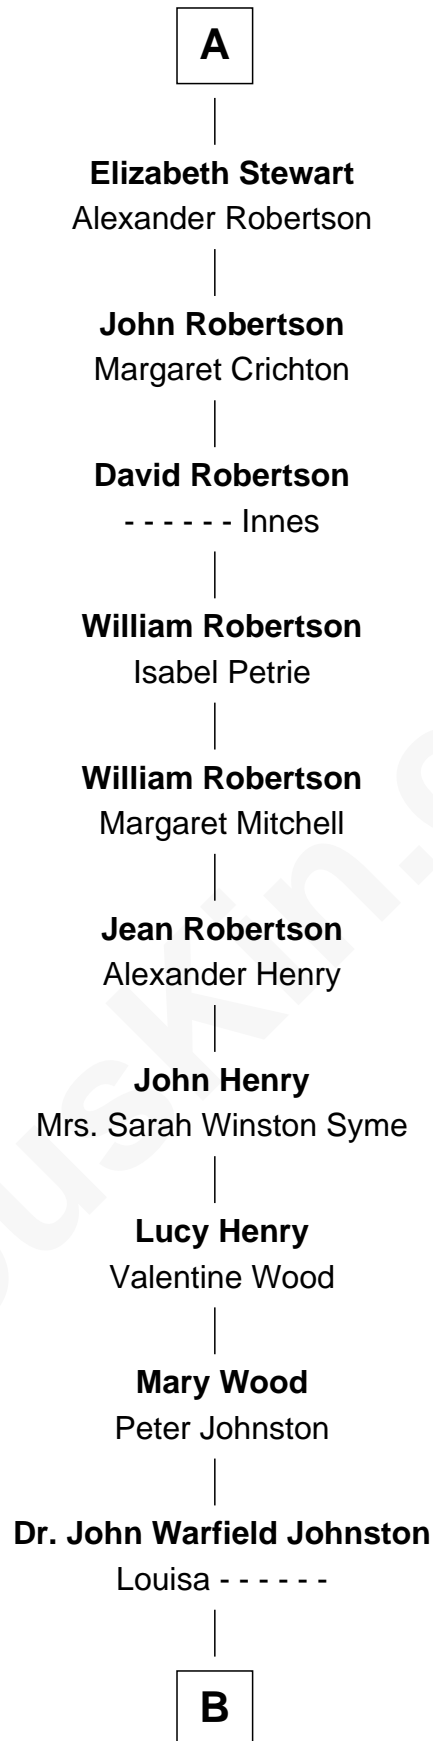 A
Elizabeth Stewart
Alexander Robertson
John Robertson
Margaret Crichton
David Robertson
- - - - - - Innes
William Robertson
Isabel Petrie
William Robertson
Margaret Mitchell
Jean Robertson
Alexander Henry
John Henry
Mrs. Sarah Winston Syme
Lucy Henry
Valentine Wood
Mary Wood
Peter Johnston
Dr. John Warfield Johnston
Louisa - - - - - -
B